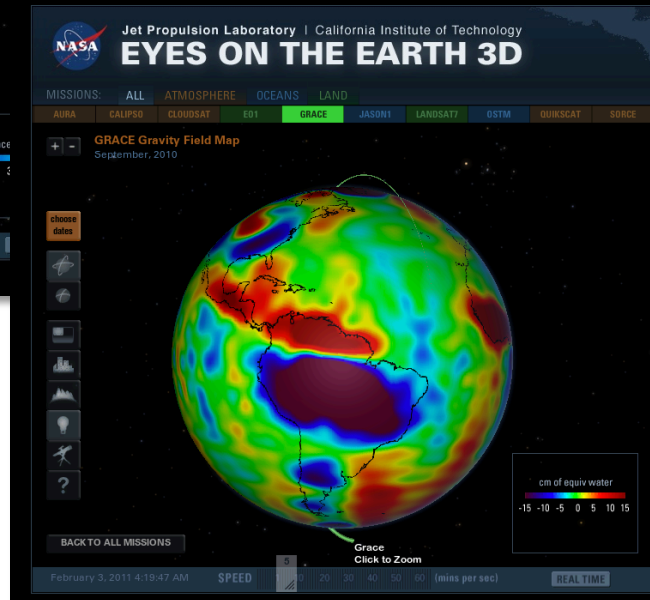 NASA
Jet Propulsion Laboratory | California Institute of Technology
EYES ON THE EARTH 3D
MISSIONS: ALL ATMOSPHERE OCEANS LAND
AURA CALIPSO CLOUDSAT EO1 GRACE JASON1 LANDSAT7 OSTM QUIKSCAT SORCE
+ -
GRACE Gravity Field Map
September, 2010
choose
dates
?
cm of equiv water
-15 -10 -5 0 5 10 15
BACK TO ALL MISSIONS
Grace
Click to Zoom
5
February 3, 2011 4:19:47 AM SPEED 20 30 40 50 60 (mins per sec) REAL TIME